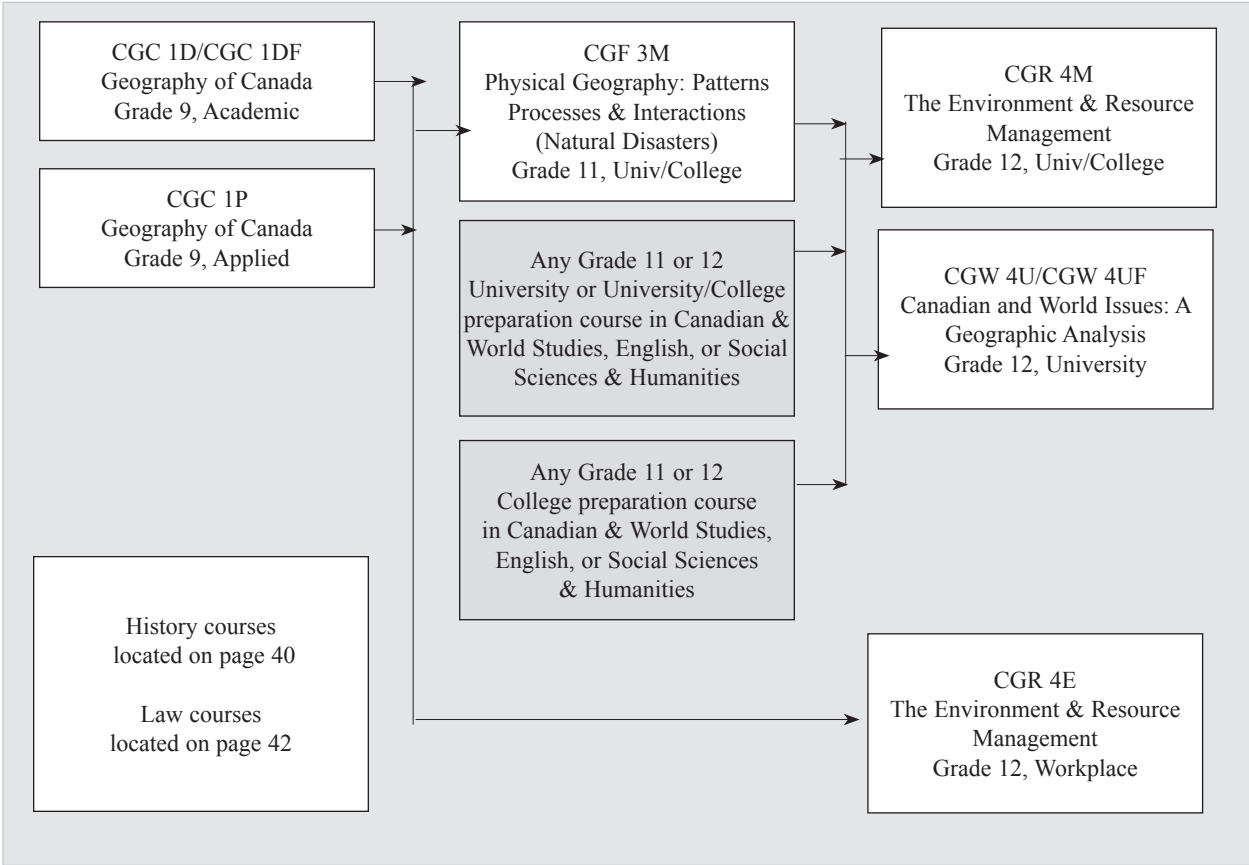 CGC 1D/CGC 1DF
Geography of Canada
Grade 9, Academic
CGC 1P
Geography of Canada
Grade 9, Applied
CGF 3M
Physical Geography: Patterns
Processes & Interactions
(Natural Disasters)
Grade 11, Univ/College
Any Grade 11 or 12
University or University/College
preparation course in Canadian &
World Studies, English, or Social
Sciences & Humanities
Any Grade 11 or 12
College preparation course
in Canadian & World Studies,
English, or Social Sciences
& Humanities
CGR 4M
The Environment & Resource
Management
Grade 12, Univ/College
CGW 4U/CGW 4UF
Canadian and World Issues: A
Geographic Analysis
Grade 12, University
CGR 4E
The Environment & Resource
Management
Grade 12, Workplace
History courses
located on page 40
Law courses
located on page 42